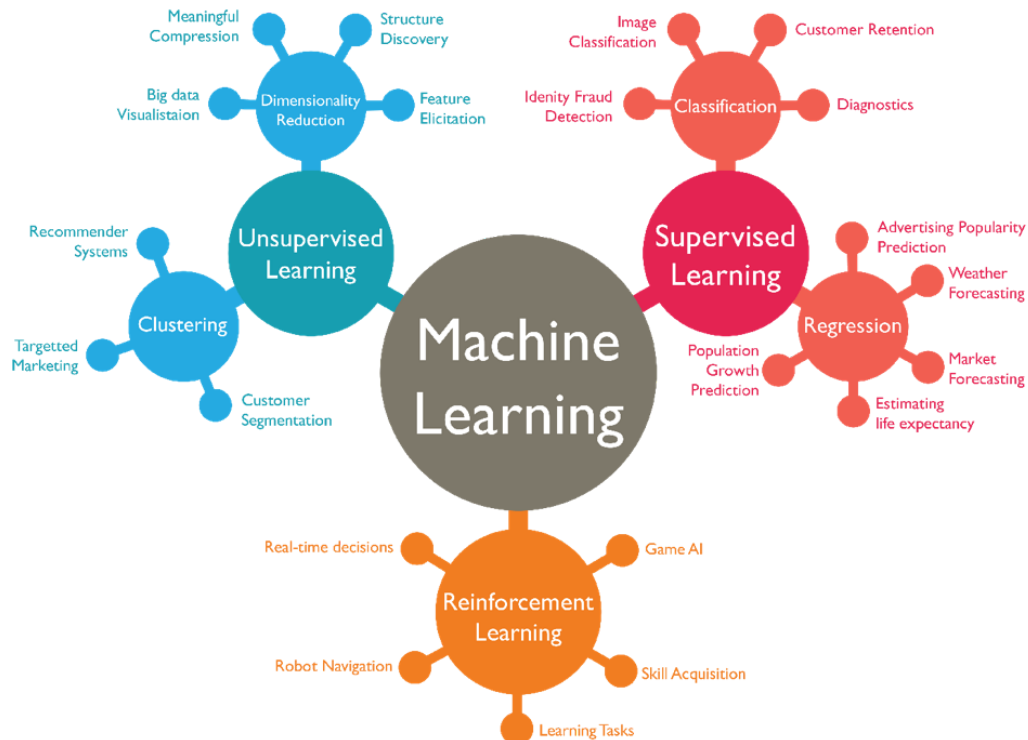 Meaningful
Compression
Structure
Discovery
Big data
Visualistaion
Dimensionality
Reduction
Feature
Elicitation
Image
Classification
Customer Retention
Idenity Fraud
Detection
Classification
Diagnostics
Recommender
Systems
Unsupervised
Learning
Supervised
Learning
Advertising Popularity
Prediction
Weather
Forecasting
Clustering
Regression
Targetted
Marketing
Customer
Segmentation
Machine
Learning
Population
Growth
Prediction
Market
Forecasting
Estimating
life expectancy
Real-time decisions
Game AI
Reinforcement
Learning
Robot Navigation
Skill Acquisition
Learning Tasks